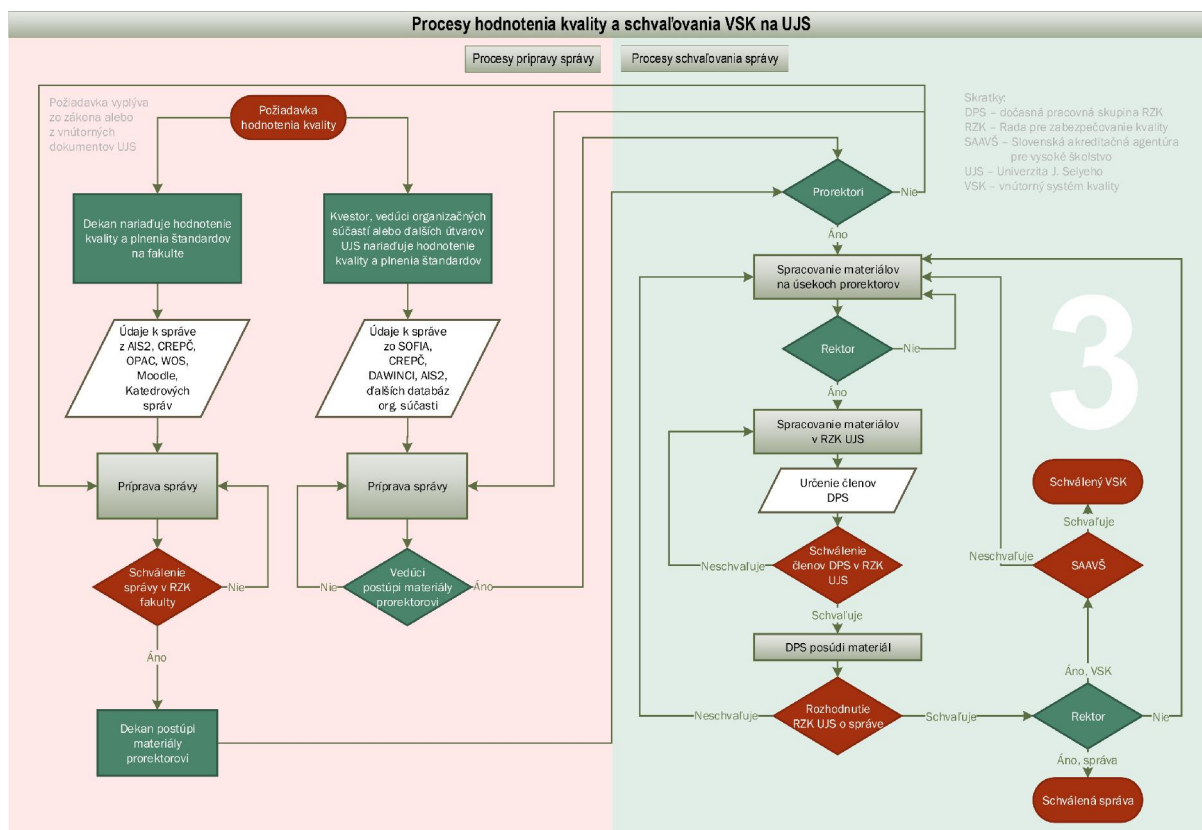 Procesy hodnotenia kvality a schvaľovania VSK na UJS
Procesy prípravy správy
Procesy schvaľovania správy
Požiadavka vyplýva
zo zákona alebo
z vnútorných
dokumentov UJS
Požiadavka
hodnotenia kvality
Skratky:
DPS – dočasná pracovná skupina RZK
RZK – Rada pre zabezpečovanie kvality
SAAVŠ – Slovenská akreditačná agentúra
pre vysoké školstvo
UJS – Univerzita J. Selyeho
VSK – vnútorný systém kvality
Dekan nariaďuje hodnotenie
kvality a plnenia štandardov
na fakulte
Kvestor, vedúci organizačných
súčastí alebo ďalších útvarov
UJS nariaďuje hodnotenie
kvality a plnenia štandardov
Prorektori
Nie
Áno
Spracovanie materiálov
na úsekoch prorektorov
Údaje k správe
z AIS2, CREPČ,
OPAC, WOS,
Moodle,
Katedrových
správ
Údaje k správe
zo SOFIA,
CREPČ,
DAWINCI, AIS2,
ďalších databáz
org. súčasti
Rektor
Nie
Áno
3
Spracovanie materiálov
v RZK UJS
Príprava správy
Príprava správy
Určenie členov
DPS
Schválený VSK
Schvaľuje
Schválenie
správy v RZK
fakulty
Nie
Nie
Vedúci
postúpi materiály
prorektorovi
Áno
Neschvaľuje
Schválenie
členov DPS v RZK
UJS
Neschvaľuje
SAAVŠ
Schvaľuje
Áno
DPS posúdi materiál
Áno, VSK
Dekan postúpi
materiály
prorektorovi
Neschvaľuje
Rozhodnutie
RZK UJS o správe
Schvaľuje
Rektor
Nie
Áno, správa
Schválená správa